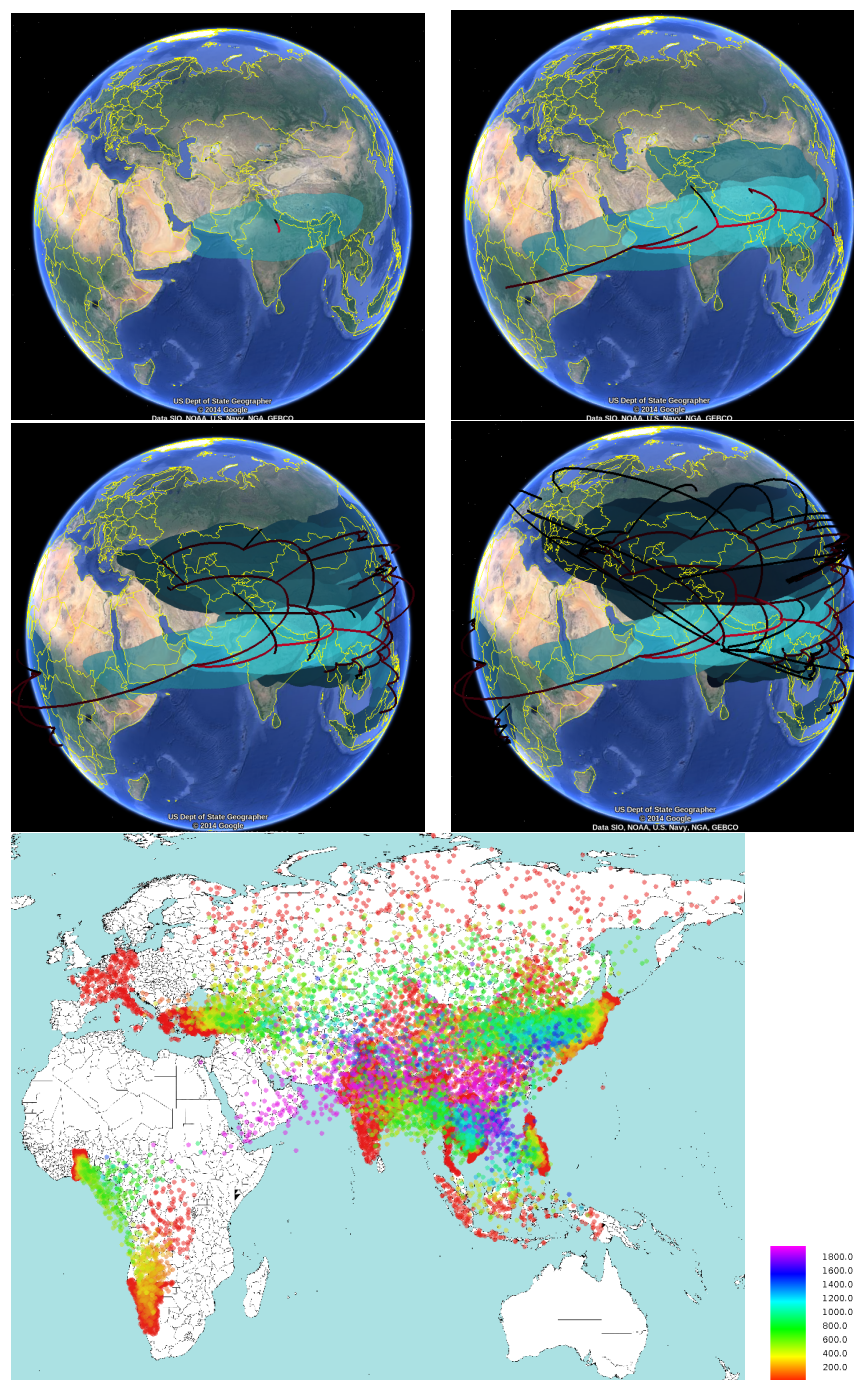 US Dept of State Geographer
© 2014 Google
Data SIO, NOAA, U.S. Navy, NGA, GEBCO
US Dept of State Geographer
© 2014 Google
Data SIO, NOAA, U.S. Navy, NGA, GEBCO
US Dept of State Geographer
© 2014 Google
US Dept of State Geographer
© 2014 Google
Data SIO, NOAA, U.S. Navy, NGA, GEBCO
1800.0
1600.0
1400.0
1200.0
1000.0
800.0
600.0
400.0
200.0